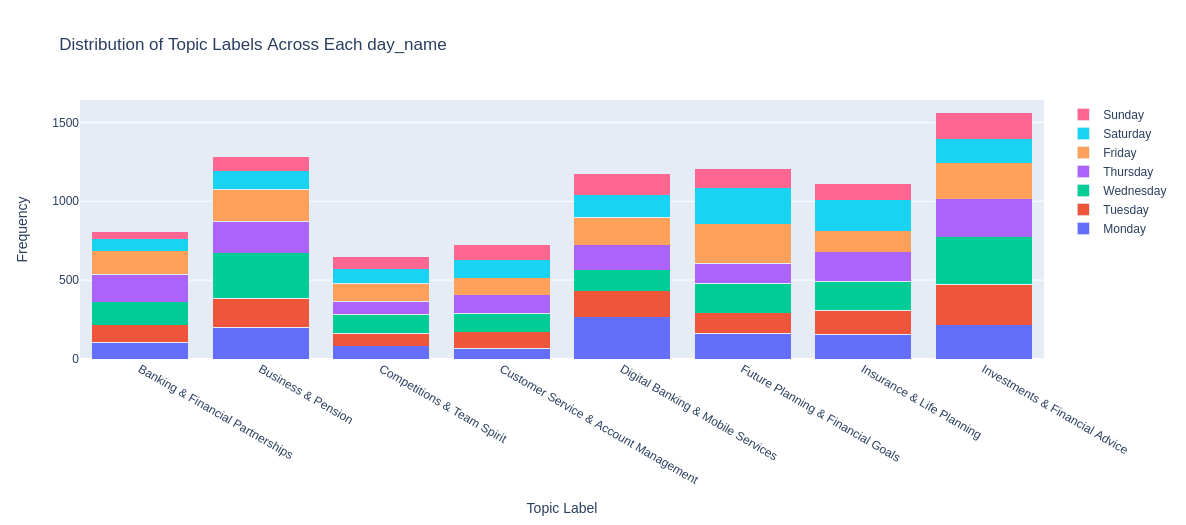 Distribution of Topic Labels Across Each day_name
Frequency
1500
1000
500
0
Banking & Financial Partnerships
Business & Pension
Competitions & Team Spirit
Customer Service & Account Management
Digital Banking & Mobile Services
Future Planning & Financial Goals
Insurance & Life Planning
Investments & Financial Advice
Topic Label
Sunday
Saturday
Friday
Thursday
Wednesday
Tuesday
Monday